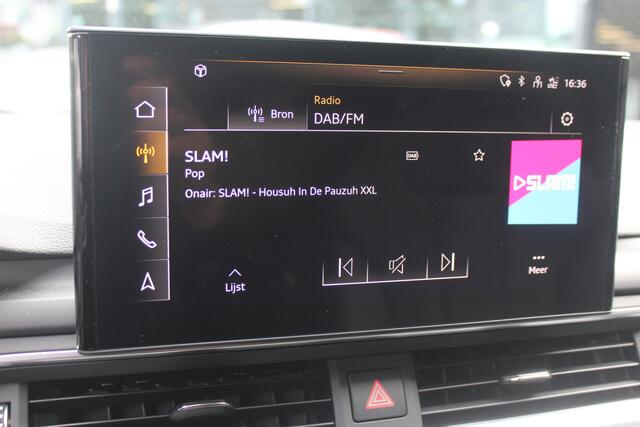 16:36
Radio
Bron
DAB/FM
SLAM!
DAB
Pop
Onair: SLAM! - Housuh In De Pauzuh XXL
SLAM!
Lijst
Meer